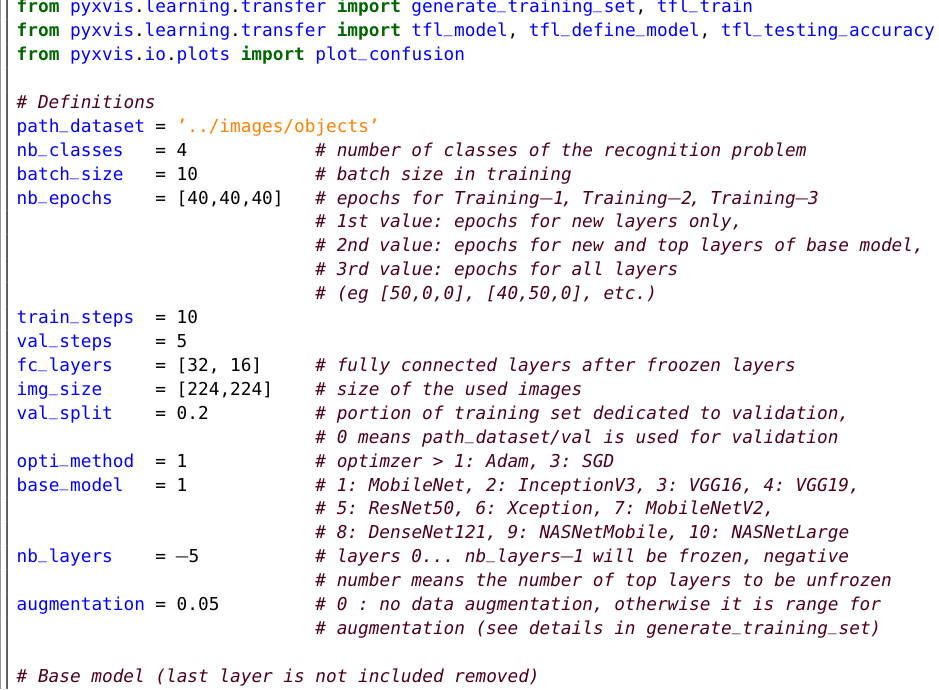 from pyxvis.learning.transfer import generate_training_set, tfl_train
from pyxvis.learning.transfer import tfl_model, tfl_define_model, tfl_testing_accuracy
from pyxvis.io.plots import plot_confusion
# Definitions
path_dataset = ’../images/objects’
nb_classes   = 4            # number of classes of the recognition problem
batch_size   = 10           # batch size in training
nb_epochs    = [40,40,40]   # epochs for Training–1, Training–2, Training–3
                            # 1st value: epochs for new layers only,
                            # 2nd value: epochs for new and top layers of base model,
                            # 3rd value: epochs for all layers
                            # (eg [50,0,0], [40,50,0], etc.)
train_steps  = 10
val_steps    = 5
fc_layers    = [32, 16]     # fully connected layers after froozen layers
img_size     = [224,224]    # size of the used images
val_split    = 0.2          # portion of training set dedicated to validation,
                            # 0 means path_dataset/val is used for validation
opti_method  = 1            # optimzer > 1: Adam, 3: SGD
base_model   = 1            # 1: MobileNet, 2: InceptionV3, 3: VGG16, 4: VGG19,
                            # 5: ResNet50, 6: Xception, 7: MobileNetV2,
                            # 8: DenseNet121, 9: NASNetMobile, 10: NASNetLarge
nb_layers    = –5           # layers 0... nb_layers–1 will be frozen, negative
                            # number means the number of top layers to be unfrozen
augmentation = 0.05         # 0 : no data augmentation, otherwise it is range for
                            # augmentation (see details in generate_training_set)
# Base model (last layer is not included removed)